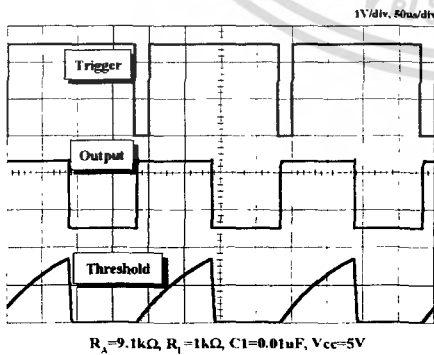 1V/div, 50us/div
Trigger
Output
Threshold
R_A=9.1kΩ, R_L=1kΩ, C1=0.01uF, Vcc=5V